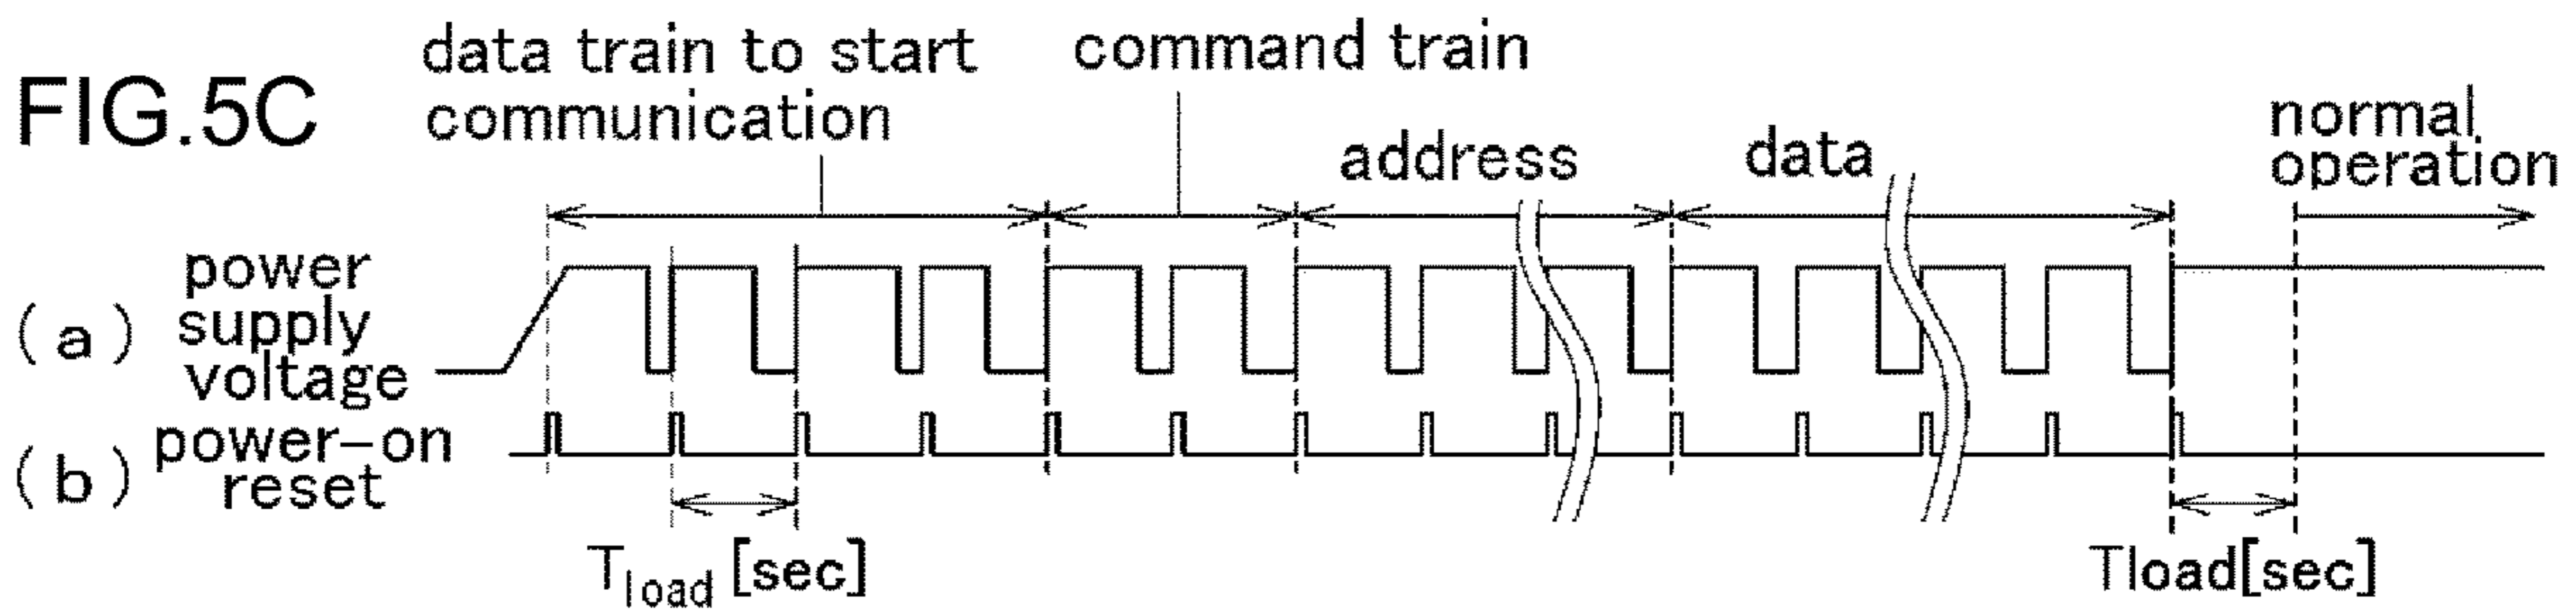 FIG.5C
data train to start
communication
command train
address
data
normal
operation
(a) power
supply
voltage
(b) power-on
reset
Tload [sec]
Tload[sec]